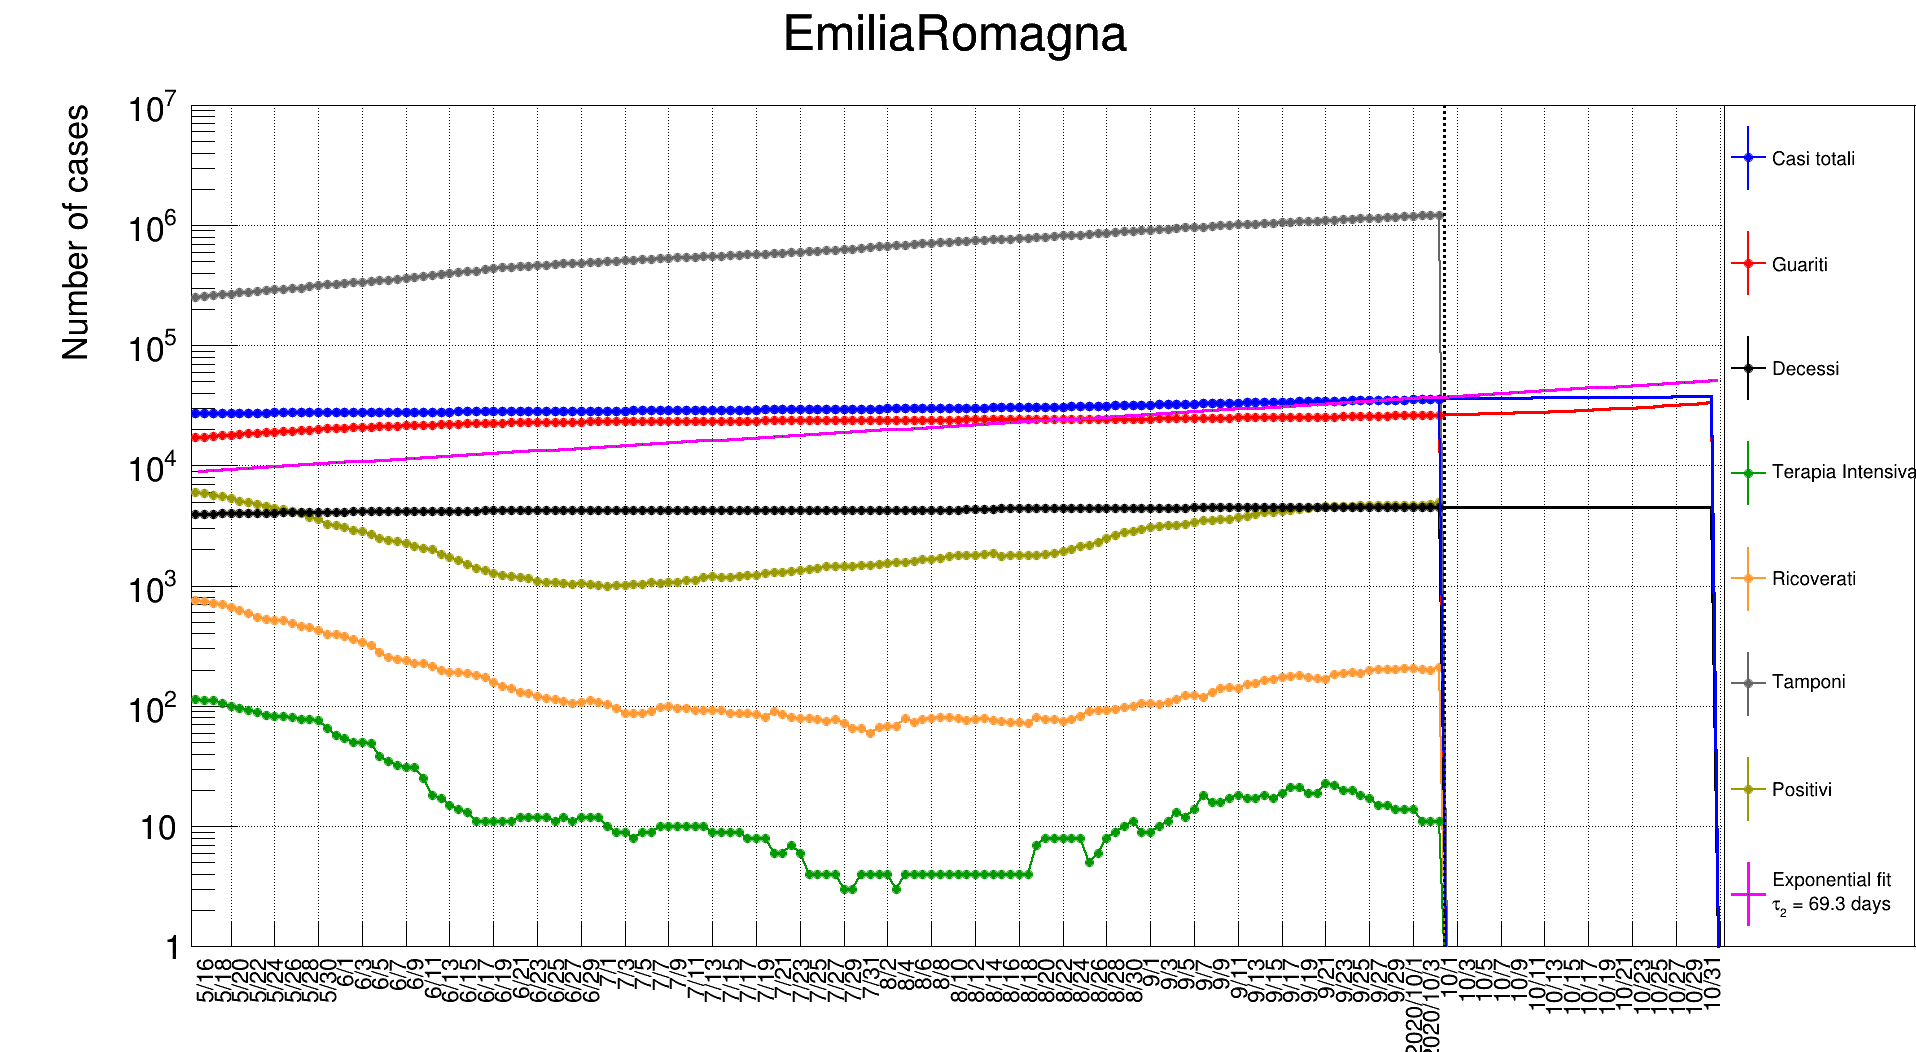 EmiliaRomagna
Number of cases
10^7
10^6
10^5
10^4
10^3
10^2
10
1
5/16 5/18 5/20 5/22 5/24 5/26 5/28 5/30 6/1 6/3 6/5 6/7 6/9 6/11 6/13 6/15 6/17 6/19 6/21 6/23 6/25 6/27 6/29 7/1 7/3 7/5 7/7 7/9 7/11 7/13 7/15 7/17 7/19 7/21 7/23 7/25 7/27 7/29 7/31 8/2 8/4 8/6 8/8 8/10 8/12 8/14 8/16 8/18 8/20 8/22 8/24 8/26 8/28 8/30 9/1 9/3 9/5 9/7 9/9 9/11 9/13 9/15 9/17 9/19 9/21 9/23 9/25 9/27 9/29 2020/10/1 2020/10/3 10/1 10/3 10/5 10/7 10/9 10/11 10/13 10/15 10/17 10/19 10/21 10/23 10/25 10/27 10/29 10/31
Casi totali
Guariti
Decessi
Terapia Intensiva
Ricoverati
Tamponi
Positivi
Exponential fit
τ₂ = 69.3 days